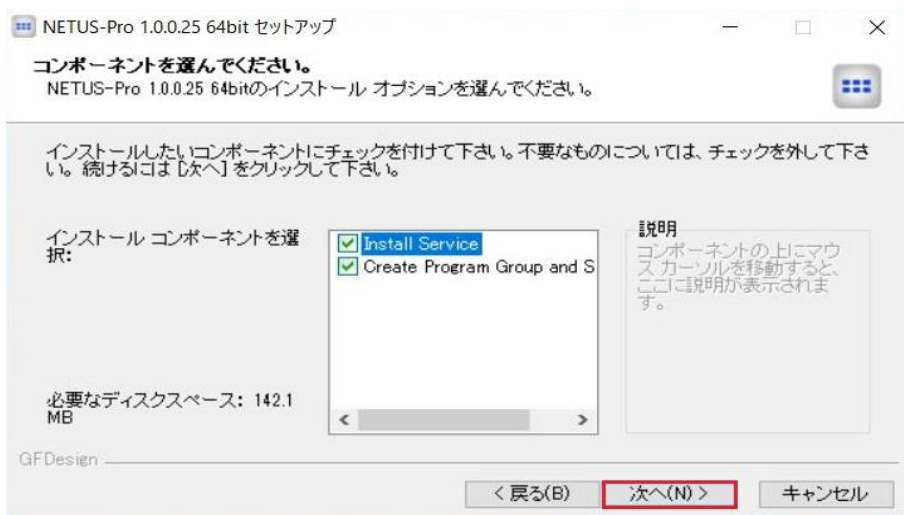 NETUS-Pro 1.0.0.25 64bit セットアップ
コンポーネントを選んでください。
NETUS-Pro 1.0.0.25 64bitのインストール オプションを選んでください。
インストールしたいコンポーネントにチェックを付けて下さい。不要なものについては、チェックを外して下さ
い。続けるには [次へ] をクリックして下さい。
インストール コンポーネントを選
択:
Install Service
Create Program Group and S
説明
コンポーネントの上にマウ
ス カーソルを移動すると、
ここに説明が表示されま
す。
必要なディスクスペース: 142.1
MB
GFDesign
< 戻る(B)
次へ(N) >
キャンセル